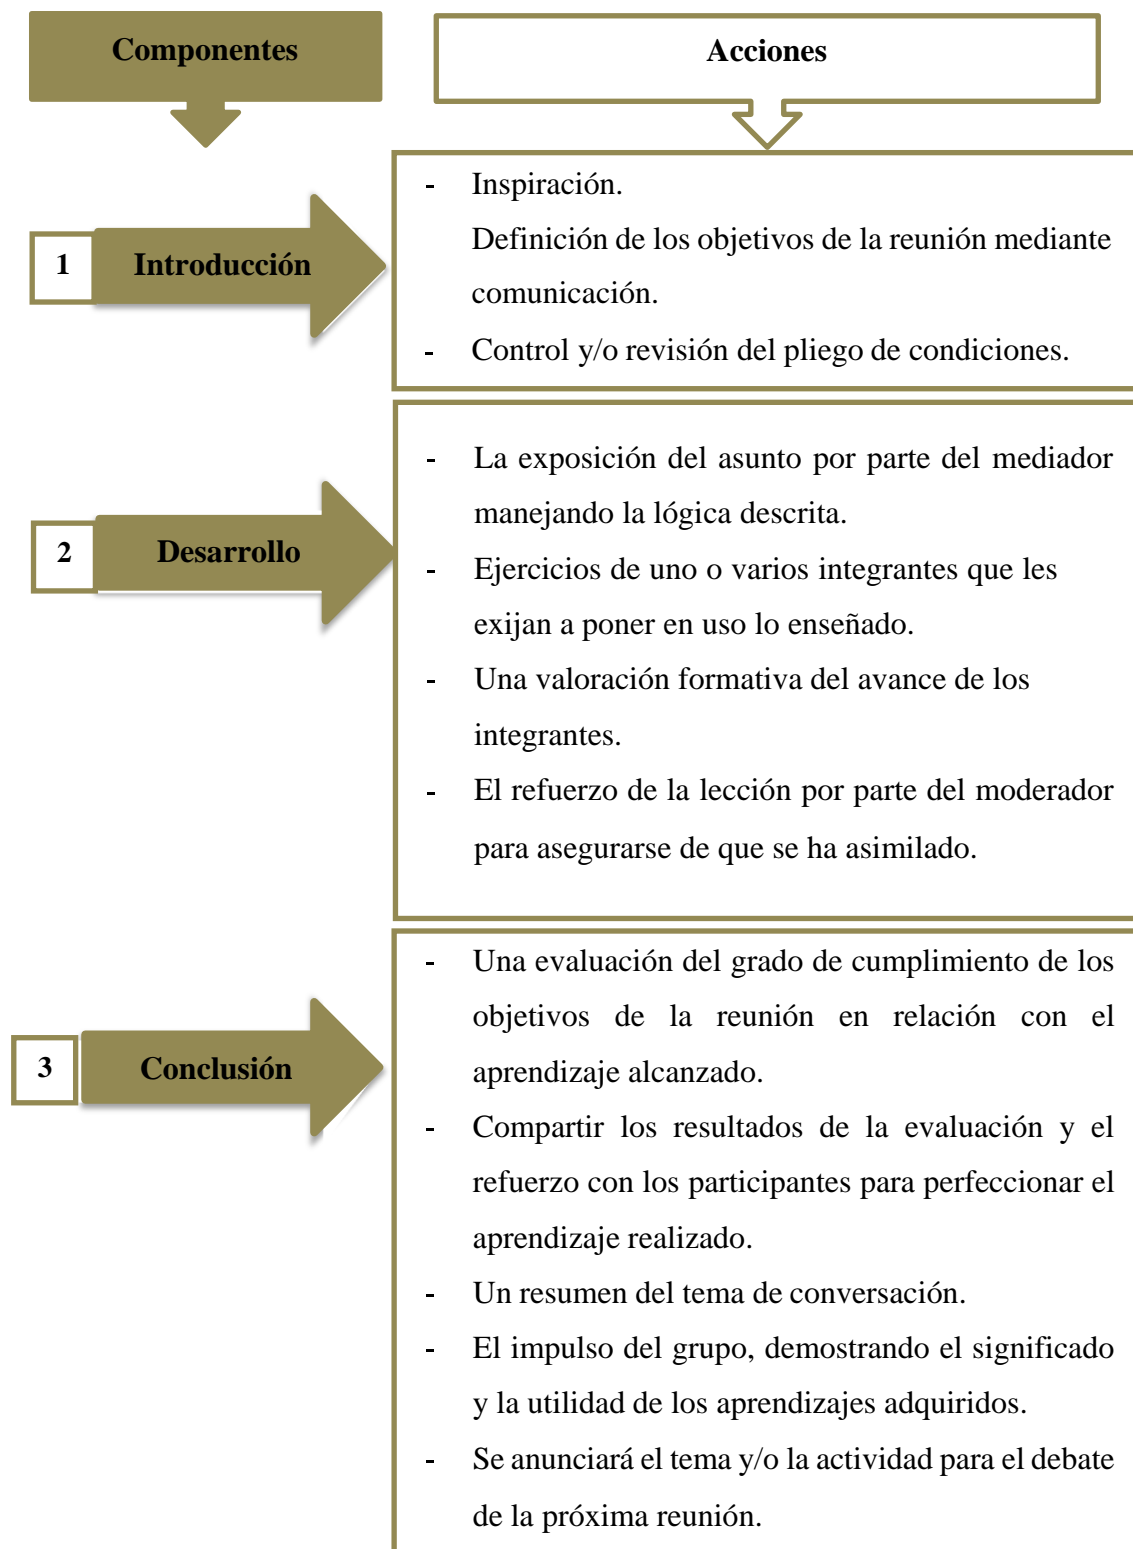 Componentes
Acciones
1
Introducción
- Inspiración.
Definición de los objetivos de la reunión mediante
comunicación.
- Control y/o revisión del pliego de condiciones.
2
Desarrollo
- La exposición del asunto por parte del mediador
manejando la lógica descrita.
- Ejercicios de uno o varios integrantes que les
exijan a poner en uso lo enseñado.
- Una valoración formativa del avance de los
integrantes.
- El refuerzo de la lección por parte del moderador
para asegurarse de que se ha asimilado.
3
Conclusión
- Una evaluación del grado de cumplimiento de los
objetivos de la reunión en relación con el
aprendizaje alcanzado.
- Compartir los resultados de la evaluación y el
refuerzo con los participantes para perfeccionar el
aprendizaje realizado.
- Un resumen del tema de conversación.
- El impulso del grupo, demostrando el significado
y la utilidad de los aprendizajes adquiridos.
- Se anunciará el tema y/o la actividad para el debate
de la próxima reunión.